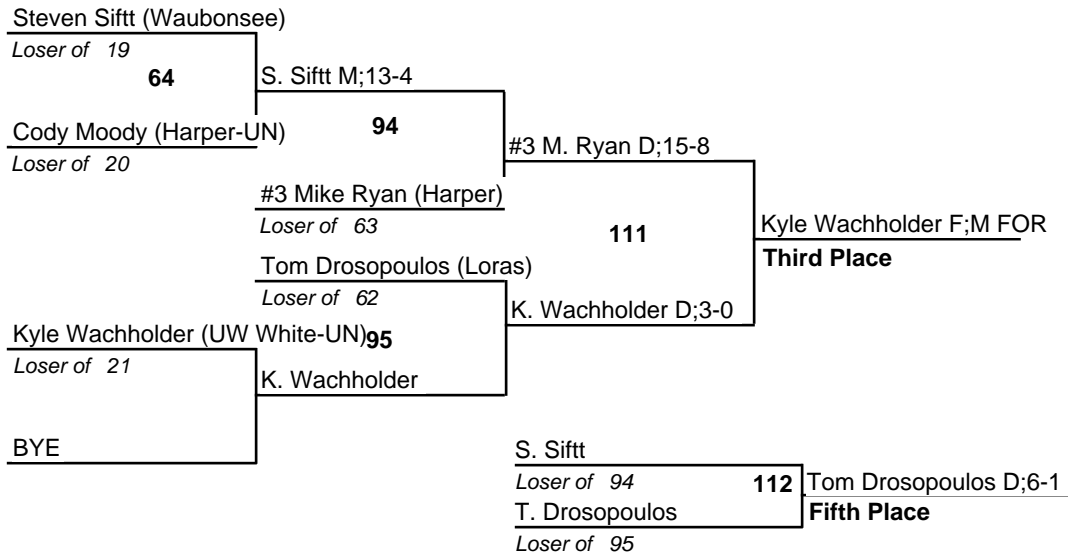 Steven Siftt (Waubonsee)
Loser of 19
64
S. Siftt M;13-4
Cody Moody (Harper-UN)
Loser of 20
94
#3 M. Ryan D;15-8
#3 Mike Ryan (Harper)
Loser of 63
111
Kyle Wachholder F;M FOR
Third Place
Tom Drosopoulos (Loras)
Loser of 62
K. Wachholder D;3-0
Kyle Wachholder (UW White-UN)
95
Loser of 21
K. Wachholder
BYE
S. Siftt
Loser of 94
112
Tom Drosopoulos D;6-1
T. Drosopoulos
Fifth Place
Loser of 95